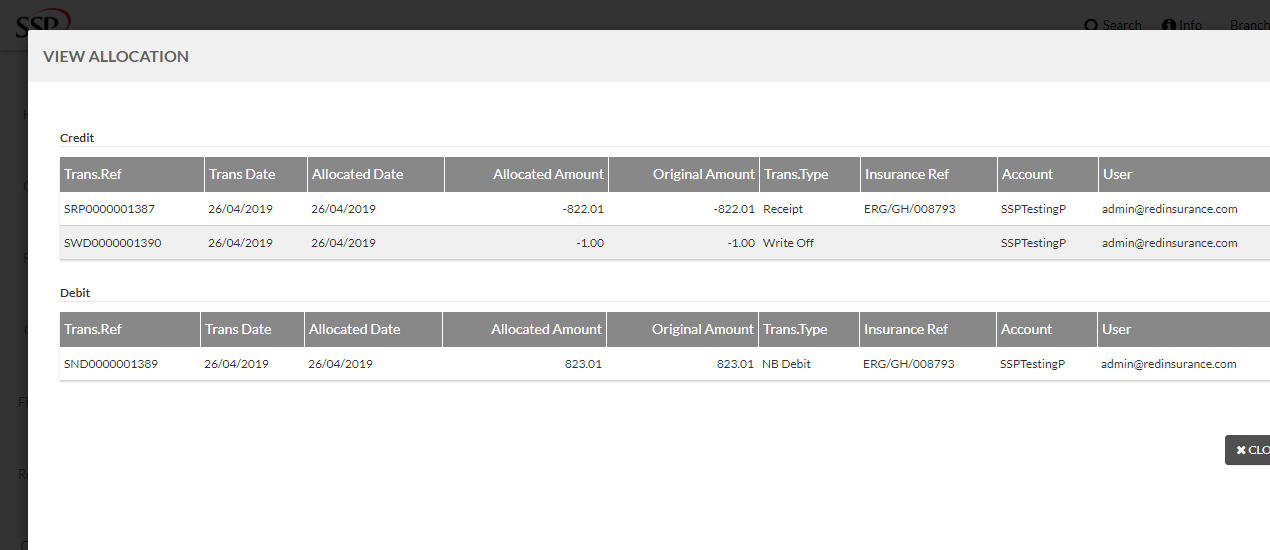 SSP
Search Info Branch
VIEW ALLOCATION
Credit
Trans.Ref Trans Date Allocated Date Allocated Amount Original Amount Trans.Type Insurance Ref Account User
SRP0000001387 26/04/2019 26/04/2019 -822.01 -822.01 Receipt ERG/GH/008793 SSPTestingP admin@redinsurance.com
SWD0000001390 26/04/2019 26/04/2019 -1.00 -1.00 Write Off SSPTestingP admin@redinsurance.com
Debit
Trans.Ref Trans Date Allocated Date Allocated Amount Original Amount Trans.Type Insurance Ref Account User
SND0000001389 26/04/2019 26/04/2019 823.01 823.01 NB Debit ERG/GH/008793 SSPTestingP admin@redinsurance.com
CLO